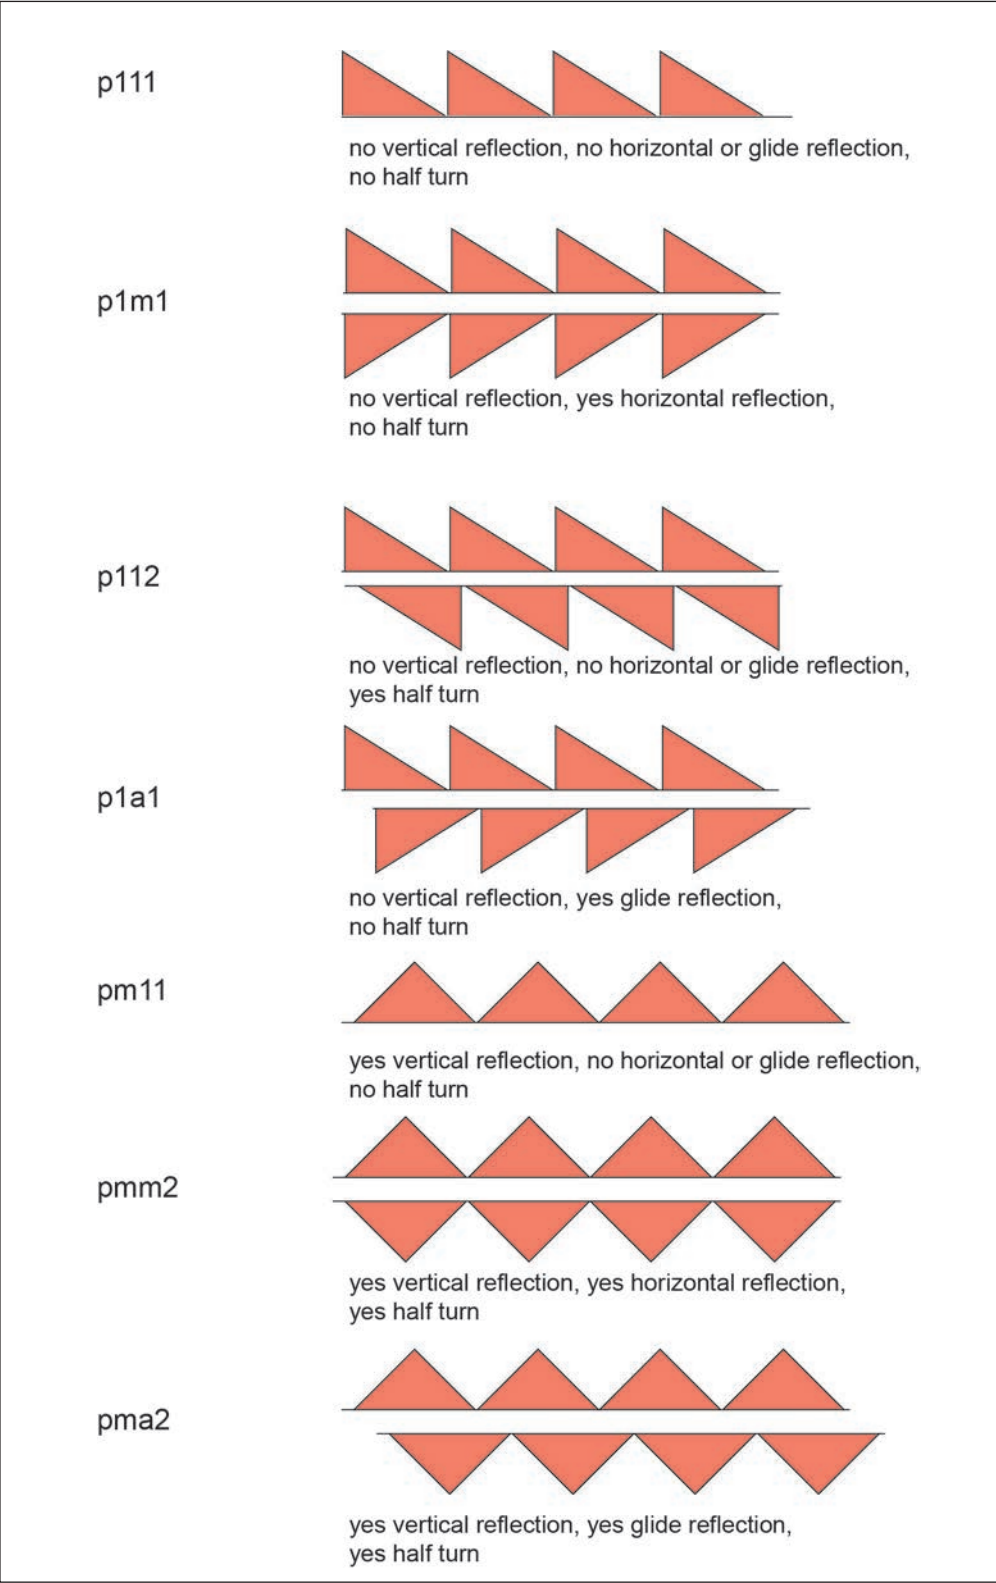 p111
no vertical reflection, no horizontal or glide reflection,
no half turn
p1m1
no vertical reflection, yes horizontal reflection,
no half turn
p112
no vertical reflection, no horizontal or glide reflection,
yes half turn
p1a1
no vertical reflection, yes glide reflection,
no half turn
pm11
yes vertical reflection, no horizontal or glide reflection,
no half turn
pmm2
yes vertical reflection, yes horizontal reflection,
yes half turn
pma2
yes vertical reflection, yes glide reflection,
yes half turn